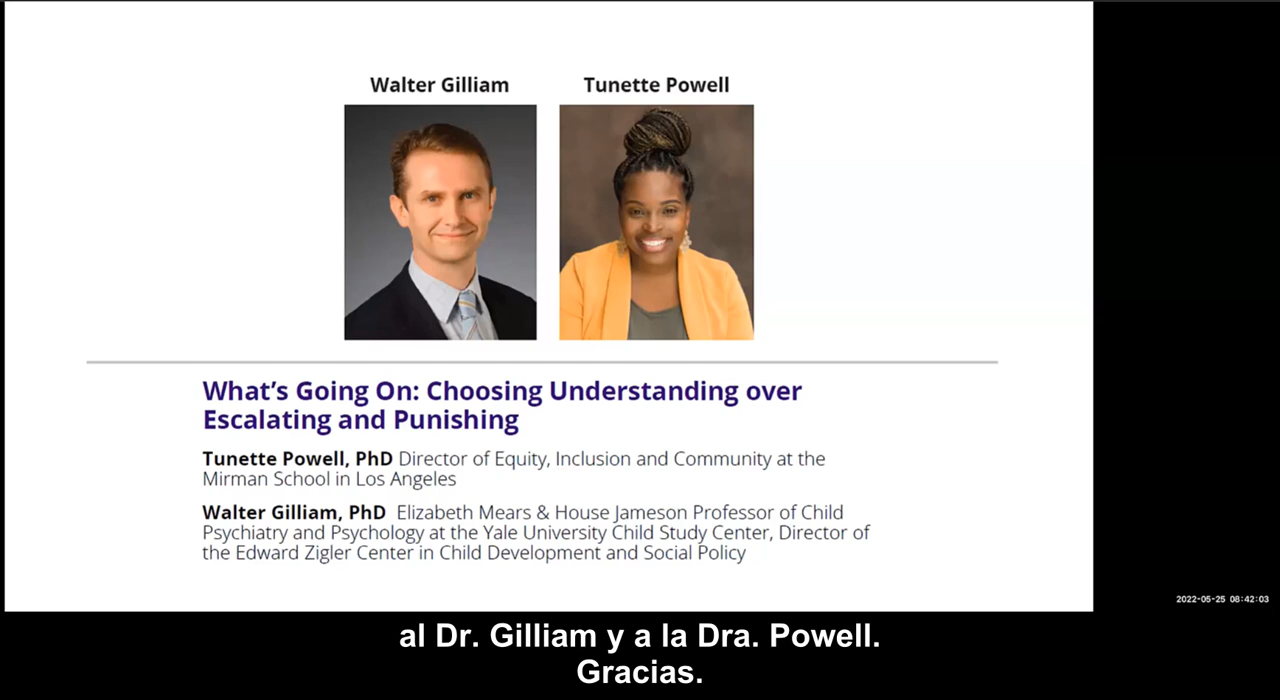 Walter Gilliam
Tunette Powell
What's Going On: Choosing Understanding over
Escalating and Punishing
Tunette Powell, PhD Director of Equity, Inclusion and Community at the
Mirman School in Los Angeles
Walter Gilliam, PhD Elizabeth Mears & House Jameson Professor of Child
Psychiatry and Psychology at the Yale University Child Study Center, Director of
the Edward Zigler Center in Child Development and Social Policy
2022-05-25 08:42:03
al Dr. Gilliam y a la Dra. Powell.
Gracias.